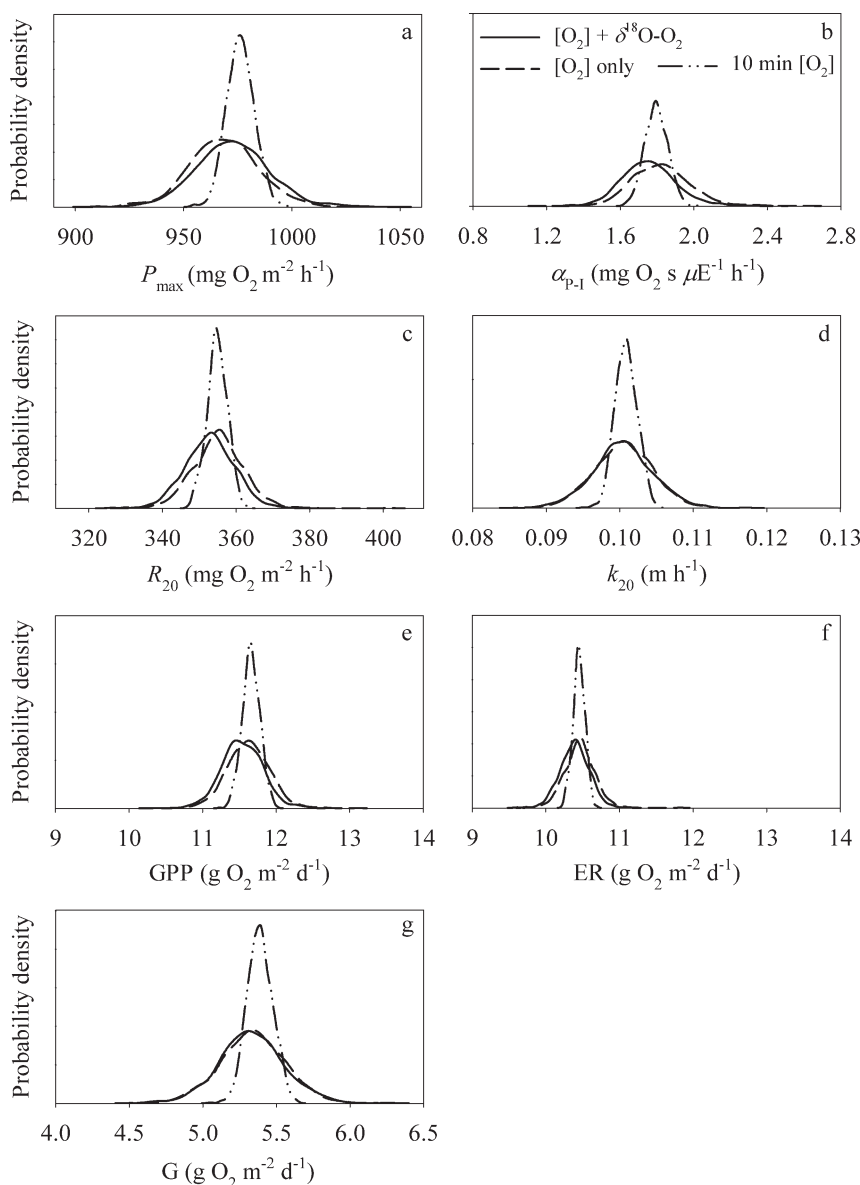 a
Probability density
900 950 1000 1050
Pmax (mg O2 m-2 h-1)
b
[O2] + δ18O-O2
[O2] only
10 min [O2]
0.8 1.2 1.6 2.0 2.4 2.8
αP-I (mg O2 s μE-1 h-1)
c
Probability density
320 340 360 380 400
R20 (mg O2 m-2 h-1)
d
0.08 0.09 0.10 0.11 0.12 0.13
k20 (m h-1)
e
Probability density
9 10 11 12 13 14
GPP (g O2 m-2 d-1)
f
9 10 11 12 13 14
ER (g O2 m-2 d-1)
g
Probability density
4.0 4.5 5.0 5.5 6.0 6.5
G (g O2 m-2 d-1)